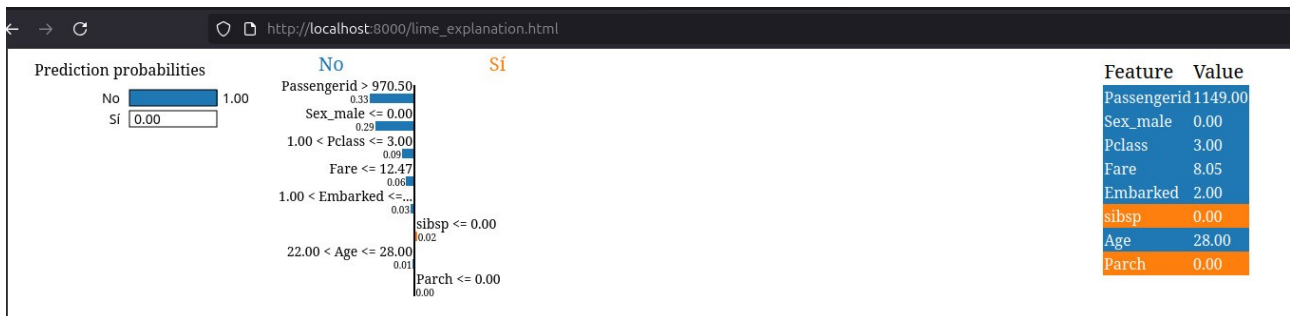 http://localhost:8000/lime_explanation.html
Prediction probabilities
No 1.00
Sí 0.00
No Sí
Passengerid > 970.50
0.33
Sex_male <= 0.00
0.29
1.00 < Pclass <= 3.00
0.09
Fare <= 12.47
0.06
1.00 < Embarked <=...
0.03
sibsp <= 0.00
0.02
22.00 < Age <= 28.00
0.01
Parch <= 0.00
0.00
Feature Value
Passengerid 1149.00
Sex_male 0.00
Pclass 3.00
Fare 8.05
Embarked 2.00
sibsp 0.00
Age 28.00
Parch 0.00